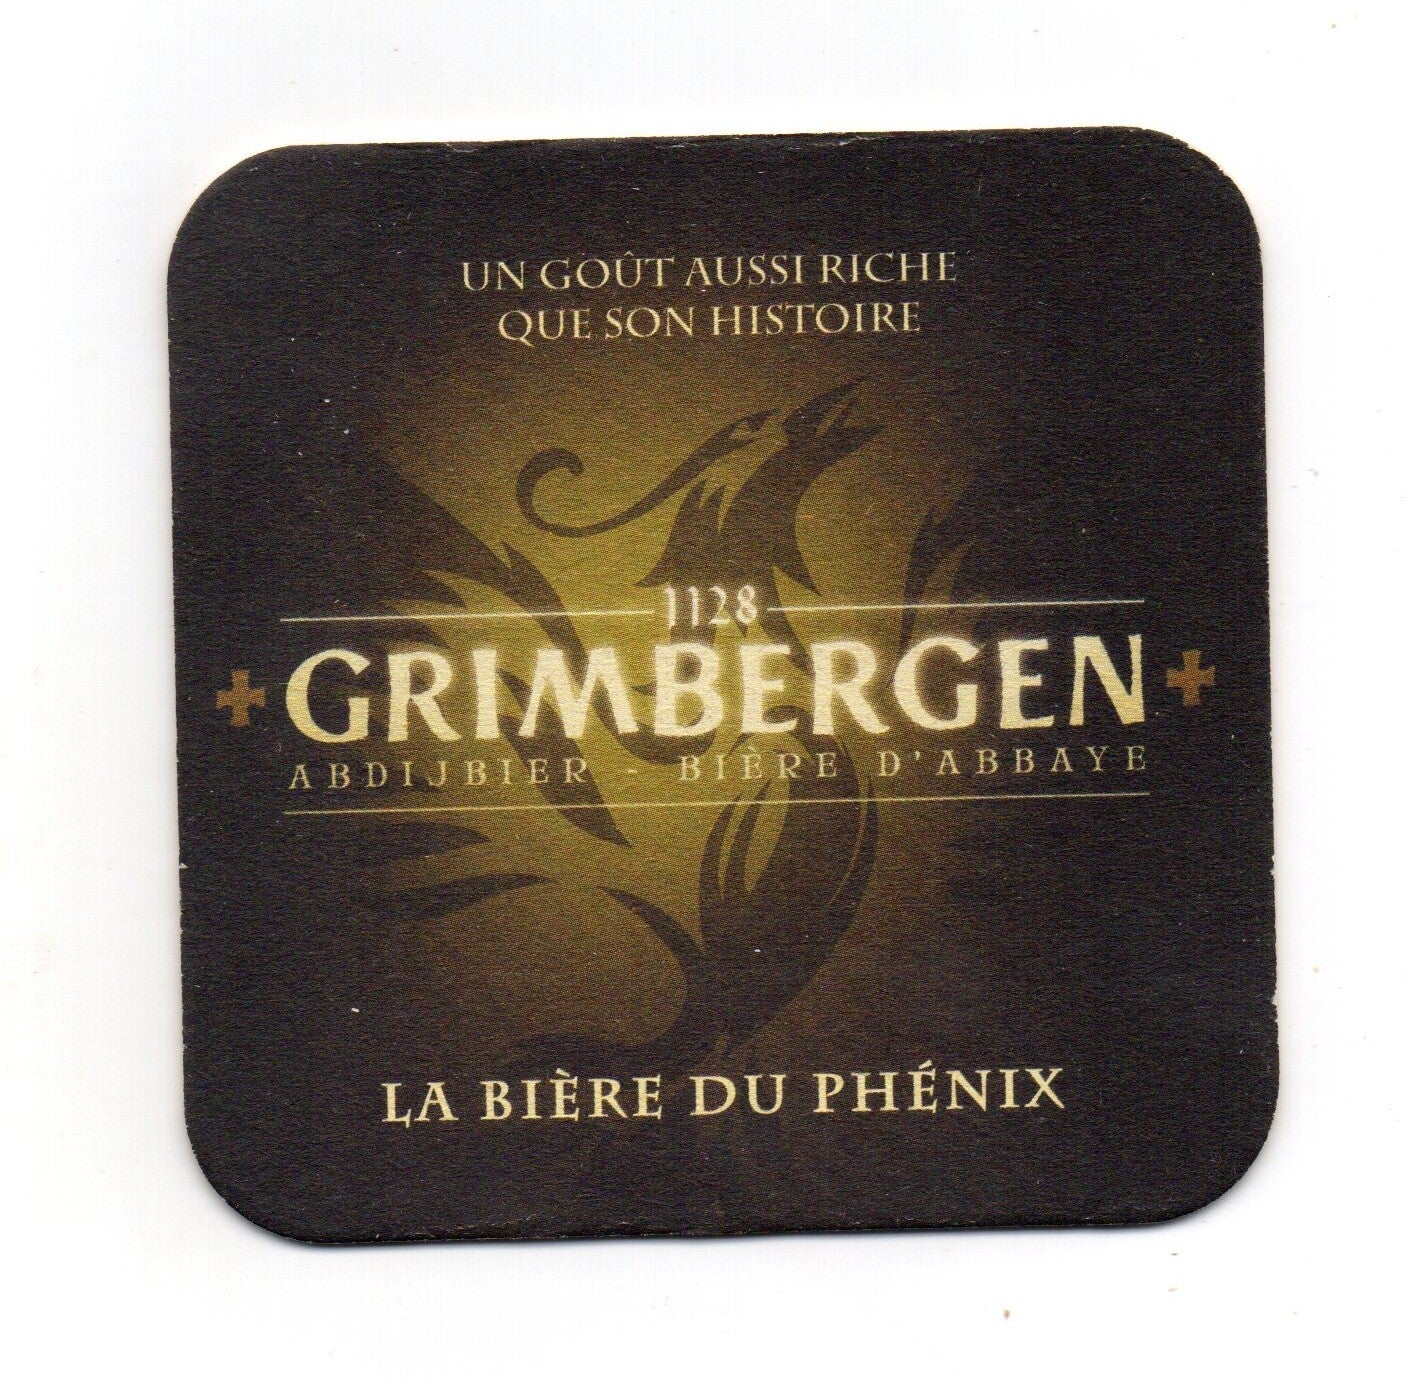 UN GOÛT AUSSI RICHE
QUE SON HISTOIRE
1128
GRIMBERGEN
ABDIJBIER - BIÈRE D'ABBAYE
LA BIÈRE DU PHÉNIX